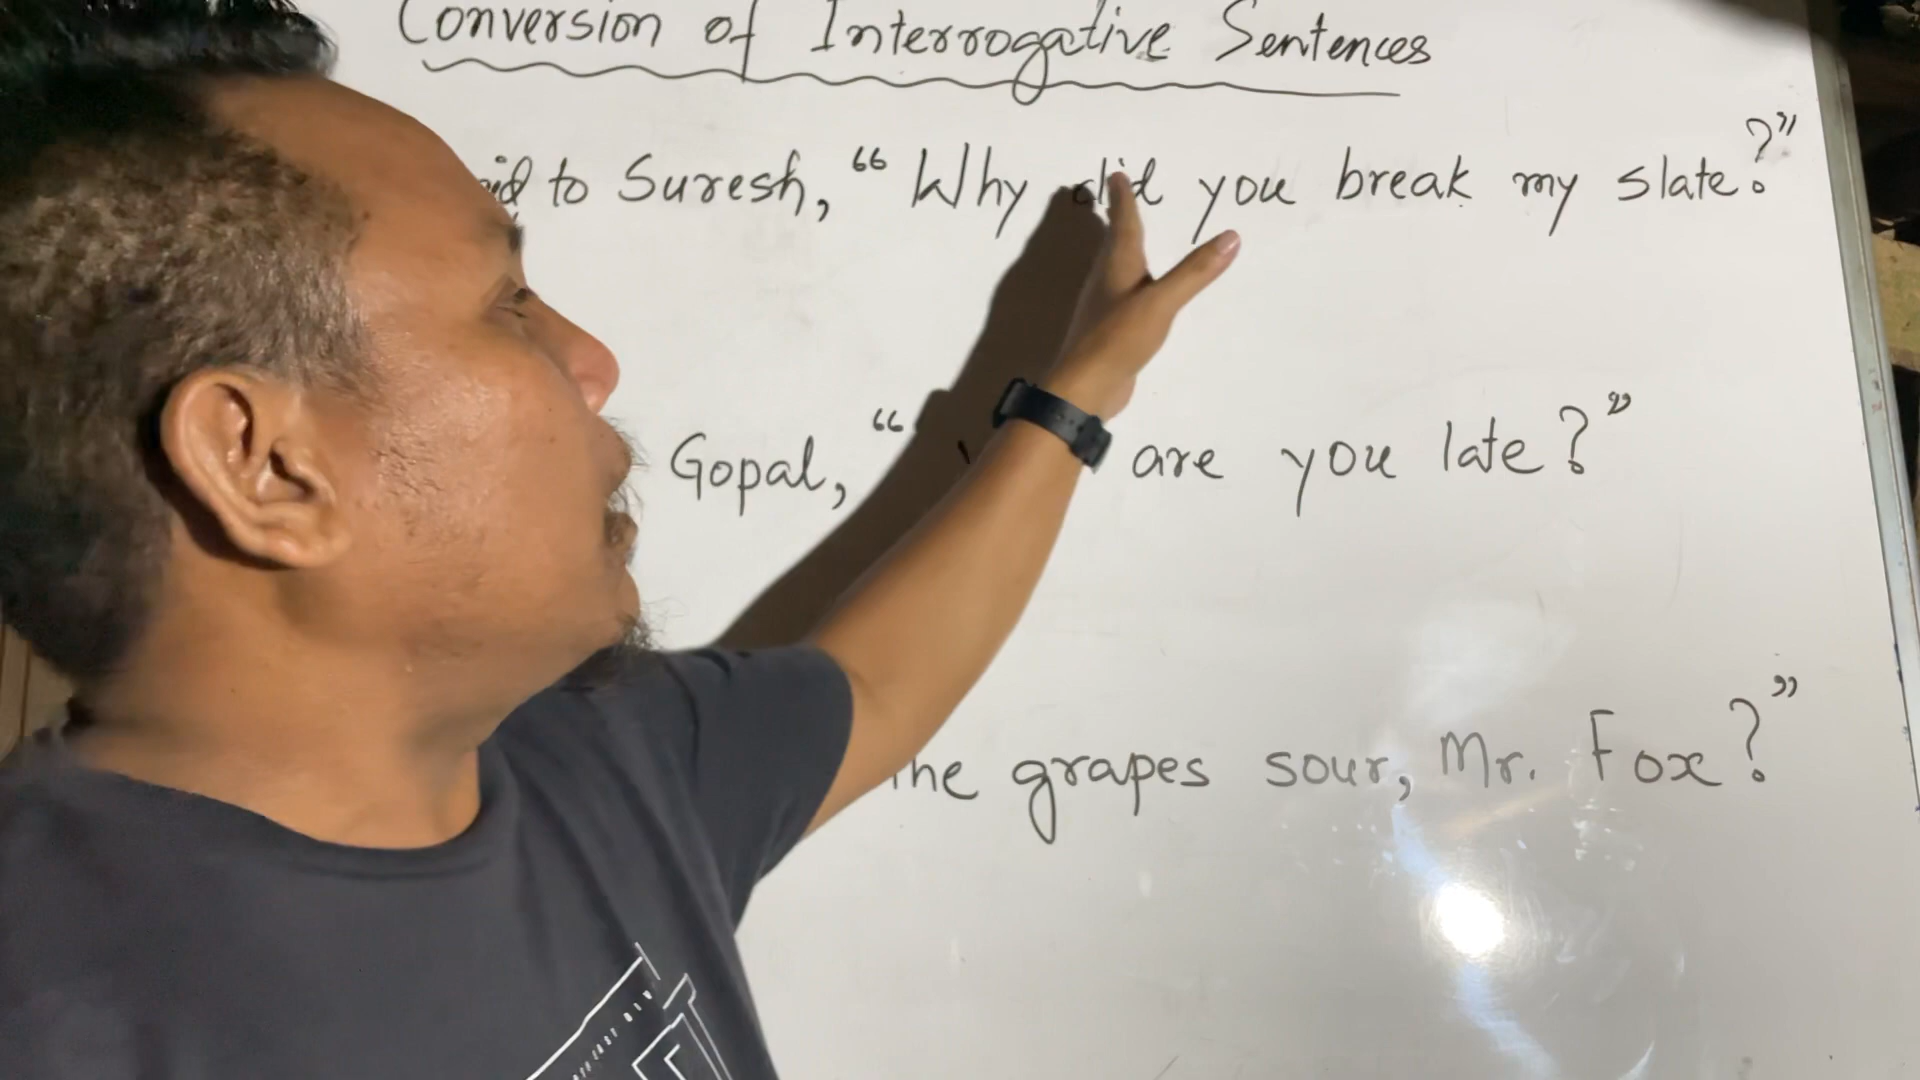 Conversion of Interrogative Sentences
to Suresh, “ Why did you break my slate?”
Gopal, “ are you late?”
the grapes sour, Mr. Fox?”